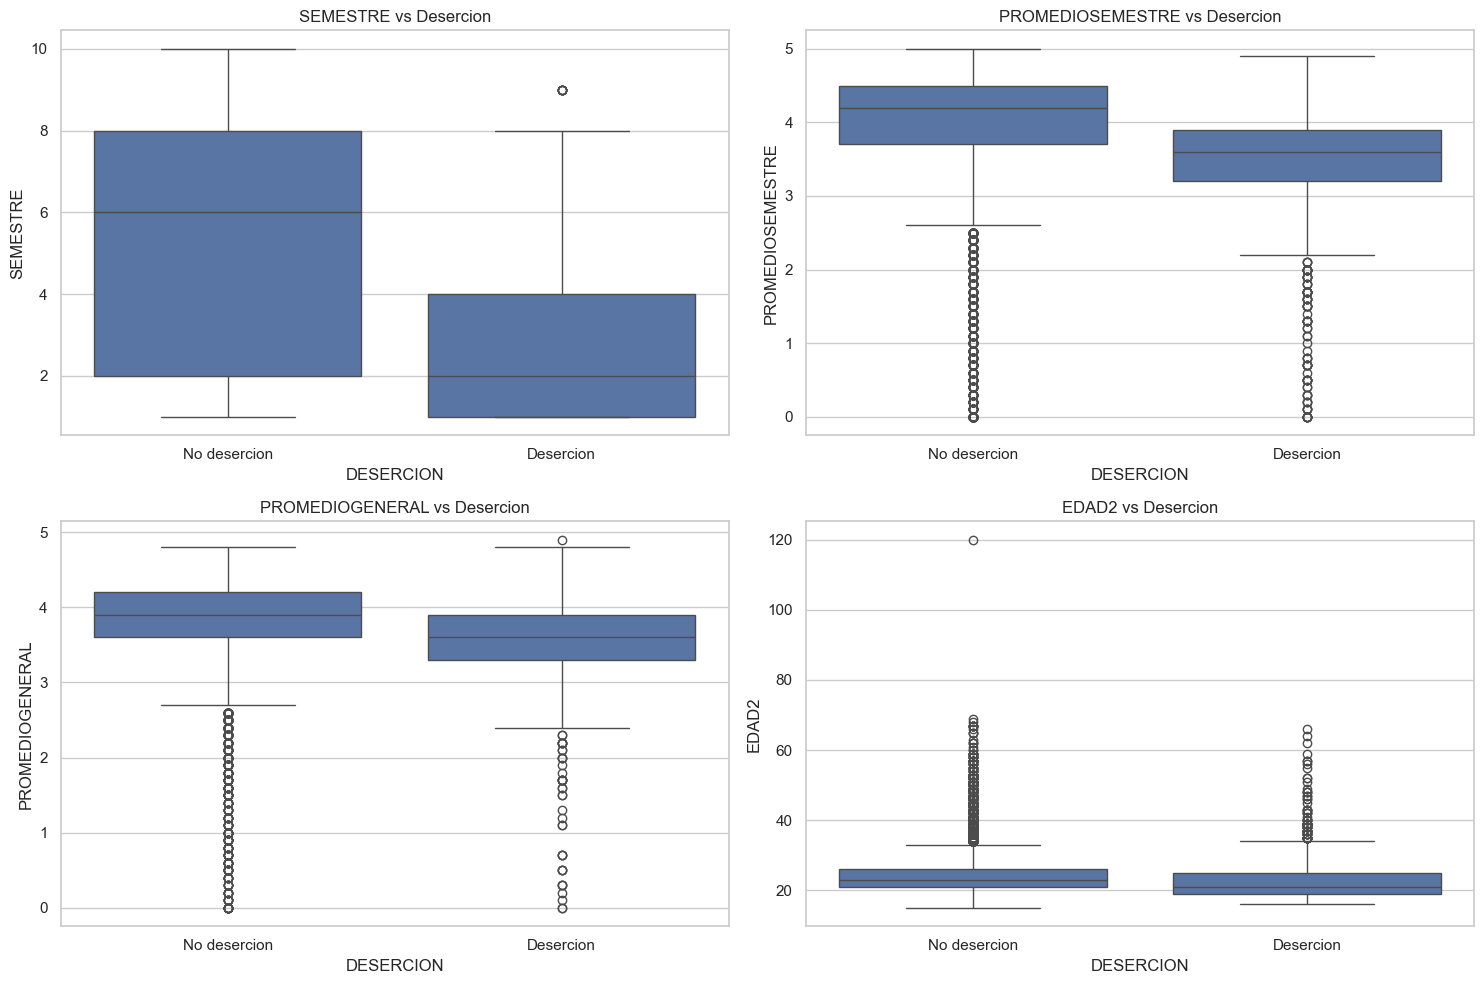 SEMESTRE vs Desercion
10
8
6
4
2
SEMESTRE
No desercion
Desercion
DESERCION
PROMEDIOSEMESTRE vs Desercion
5
4
3
2
1
0
PROMEDIOSEMESTRE
No desercion
Desercion
DESERCION
PROMEDIOGENERAL vs Desercion
5
4
3
2
1
0
PROMEDIOGENERAL
No desercion
Desercion
DESERCION
EDAD2 vs Desercion
120
100
80
60
40
20
EDAD2
No desercion
Desercion
DESERCION